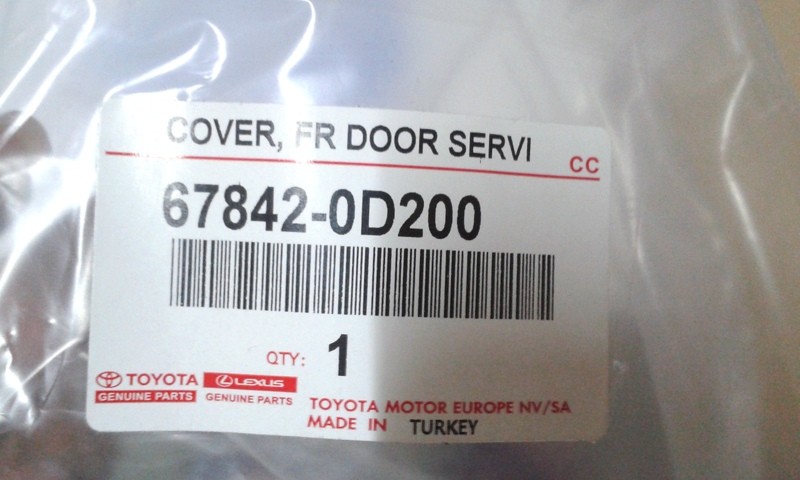 COVER, FR DOOR SERVI
CC
67842-0D200
QTY: 1
TOYOTA
GENUINE PARTS
LEXUS
GENUINE PARTS
TOYOTA MOTOR EUROPE NV/SA
MADE IN TURKEY